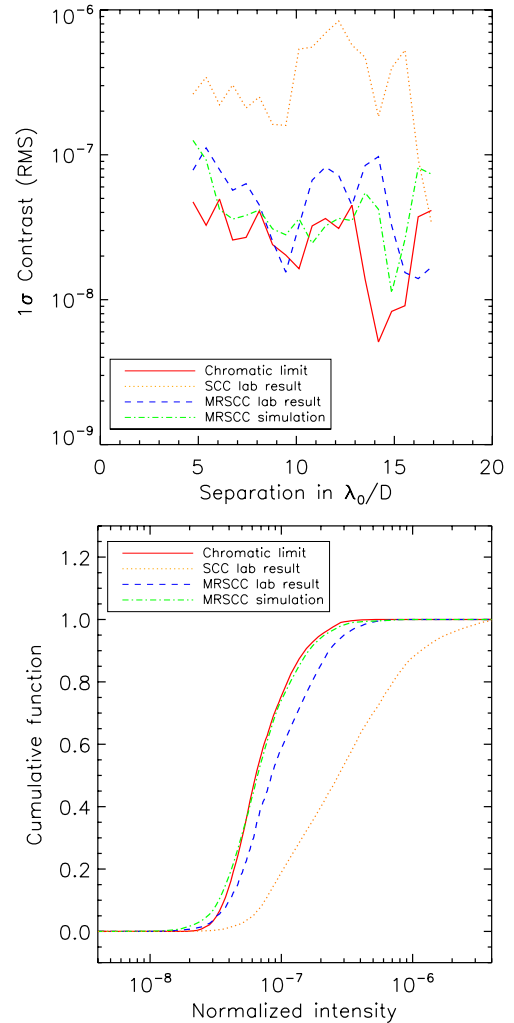 10⁻⁶
10⁻⁷
10⁻⁸
10⁻⁹
1σ Contrast (RMS)
Chromatic limit
SCC lab result
MRSCC lab result
MRSCC simulation
0 5 10 15 20
Separation in λ₀/D
1.2
1.0
0.8
0.6
0.4
0.2
0.0
Cumulative function
Chromatic limit
SCC lab result
MRSCC lab result
MRSCC simulation
10⁻⁸ 10⁻⁷ 10⁻⁶
Normalized intensity